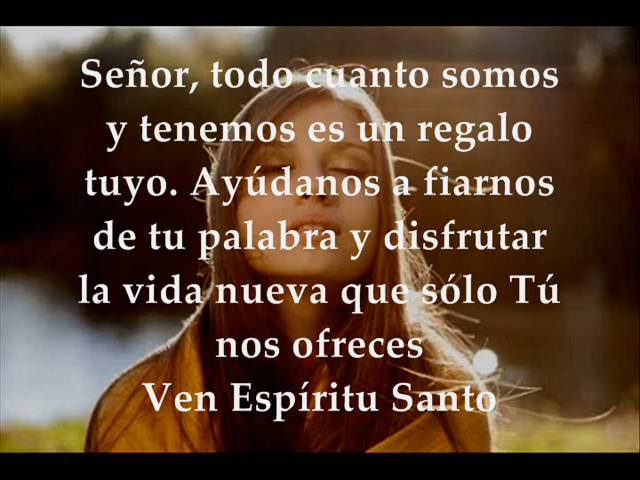 Señor, todo cuanto somos
y tenemos es un regalo
tuyo. Ayúdanos a fiarnos
de tu palabra y disfrutar
la vida nueva que sólo Tú
nos ofreces
Ven Espíritu Santo